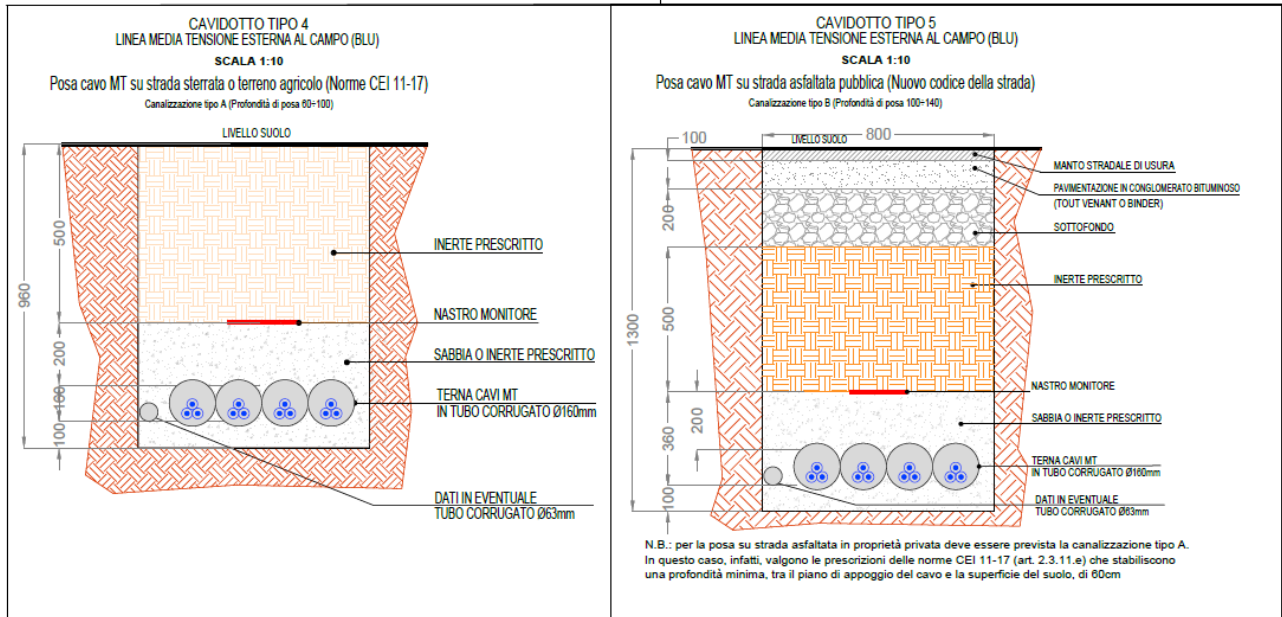 CAVIDOTTO TIPO 4
LINEA MEDIA TENSIONE ESTERNA AL CAMPO (BLU)
SCALA 1:10
Posa cavo MT su strada sterrata o terreno agricolo (Norme CEI 11-17)
Canalizzazione tipo A (Profondità di posa 60÷100)
LIVELLO SUOLO
960
500
200
100
INERTE PRESCRITTO
NASTRO MONITORE
SABBIA O INERTE PRESCRITTO
TERNA CAVI MT
IN TUBO CORRUGATO Ø160mm
DATI IN EVENTUALE
TUBO CORRUGATO Ø63mm
CAVIDOTTO TIPO 5
LINEA MEDIA TENSIONE ESTERNA AL CAMPO (BLU)
SCALA 1:10
Posa cavo MT su strada asfaltata pubblica (Nuovo codice della strada)
Canalizzazione tipo B (Profondità di posa 100÷140)
LIVELLO SUOLO
800
100
200
500
1300
200
360
100
MANTO STRADALE DI USURA
PAVIMENTAZIONE IN CONGLOMERATO BITUMINOSO
(TOUT VENANT O BINDER)
SOTTOFONDO
INERTE PRESCRITTO
NASTRO MONITORE
SABBIA O INERTE PRESCRITTO
TERNA CAVI MT
IN TUBO CORRUGATO Ø160mm
DATI IN EVENTUALE
TUBO CORRUGATO Ø63mm
N.B.: per la posa su strada asfaltata in proprietà privata deve essere prevista la canalizzazione tipo A.
In questo caso, infatti, valgono le prescrizioni delle norme CEI 11-17 (art. 2.3.11.e) che stabiliscono
una profondità minima, tra il piano di appoggio del cavo e la superficie del suolo, di 60cm